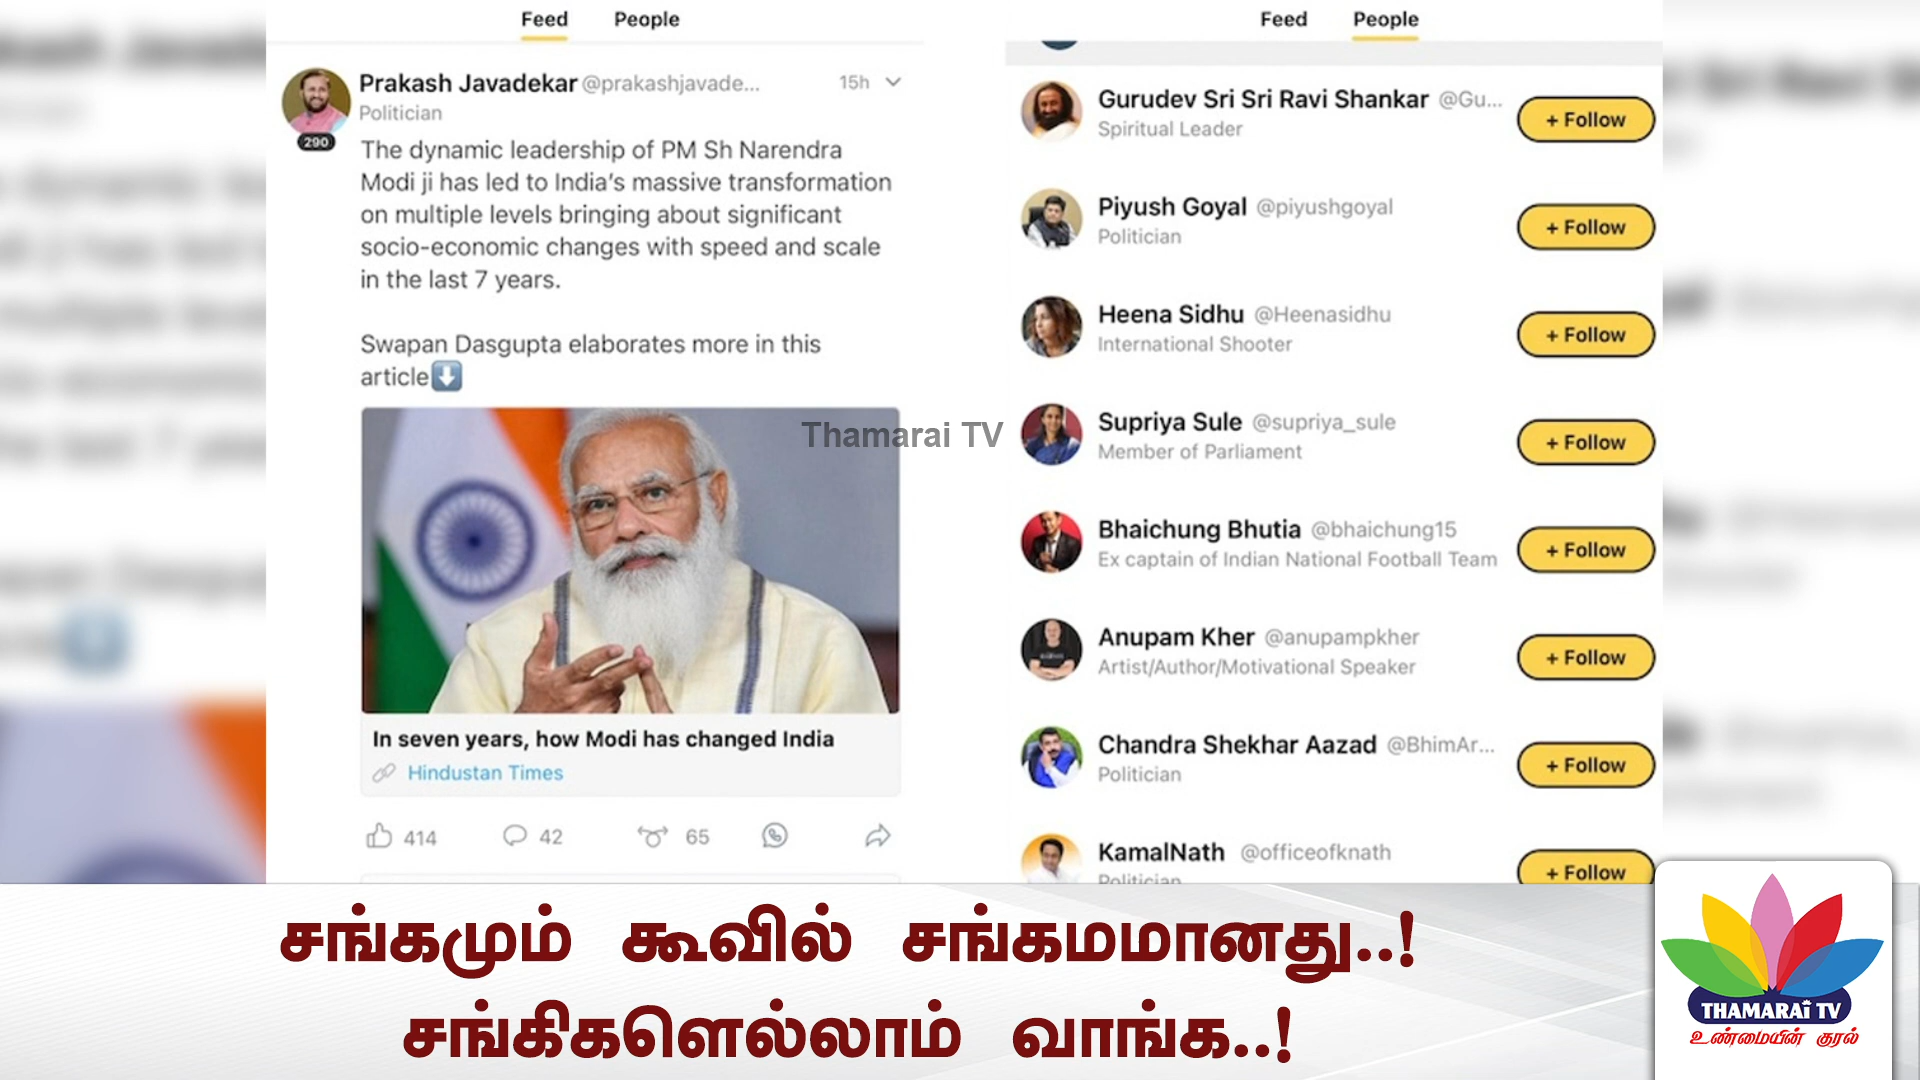 Feed People
Prakash Javadekar @prakashjavade... 15h
Politician
290
The dynamic leadership of PM Sh Narendra
Modi ji has led to India's massive transformation
on multiple levels bringing about significant
socio-economic changes with speed and scale
in the last 7 years.
Swapan Dasgupta elaborates more in this
article
In seven years, how Modi has changed India
Hindustan Times
414 42 65
Thamarai TV
Feed People
Gurudev Sri Sri Ravi Shankar @Gu...
Spiritual Leader
+ Follow
Piyush Goyal @piyushgoyal
Politician
+ Follow
Heena Sidhu @Heenasidhu
International Shooter
+ Follow
Supriya Sule @supriya_sule
Member of Parliament
+ Follow
Bhaichung Bhutia @bhaichung15
Ex captain of Indian National Football Team
+ Follow
Anupam Kher @anupampkher
Artist/Author/Motivational Speaker
+ Follow
Chandra Shekhar Aazad @BhimAr...
Politician
+ Follow
KamalNath @officeofknath
Politician
+ Follow
சங்கமும் கூவில் சங்கமமானது..!
சங்கிகளெல்லாம் வாங்க..!
THAMARAI TV
உண்மையின் குரல்